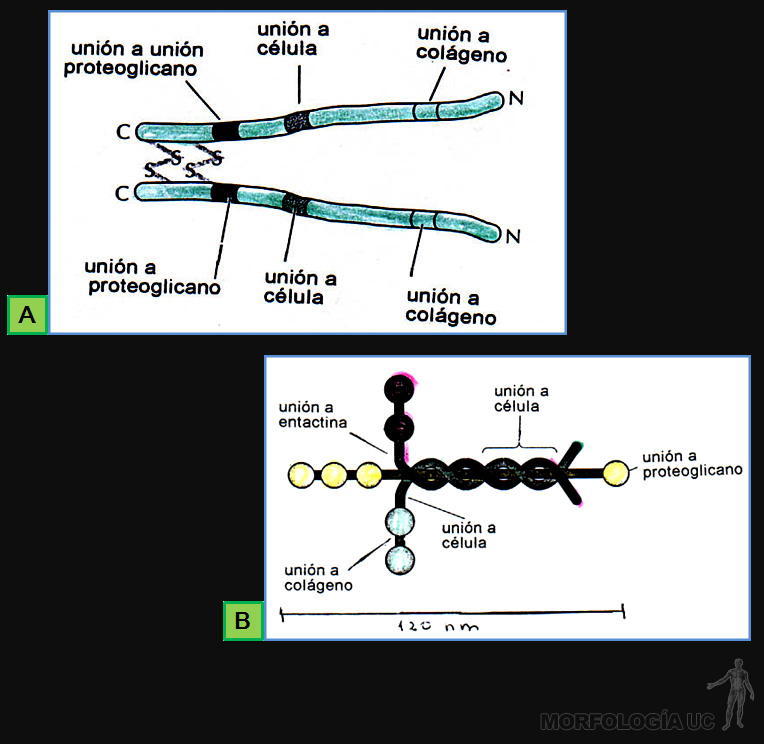 unión a unión
proteoglicano
unión a
célula
unión a
colágeno
C
N
S S
S S
C
N
unión a
proteoglicano
unión a
célula
unión a
colágeno
A
unión a
célula
unión a
entactina
unión a
proteoglicano
unión a
célula
unión a
colágeno
B
120 nm
MORFOLOGÍA UC